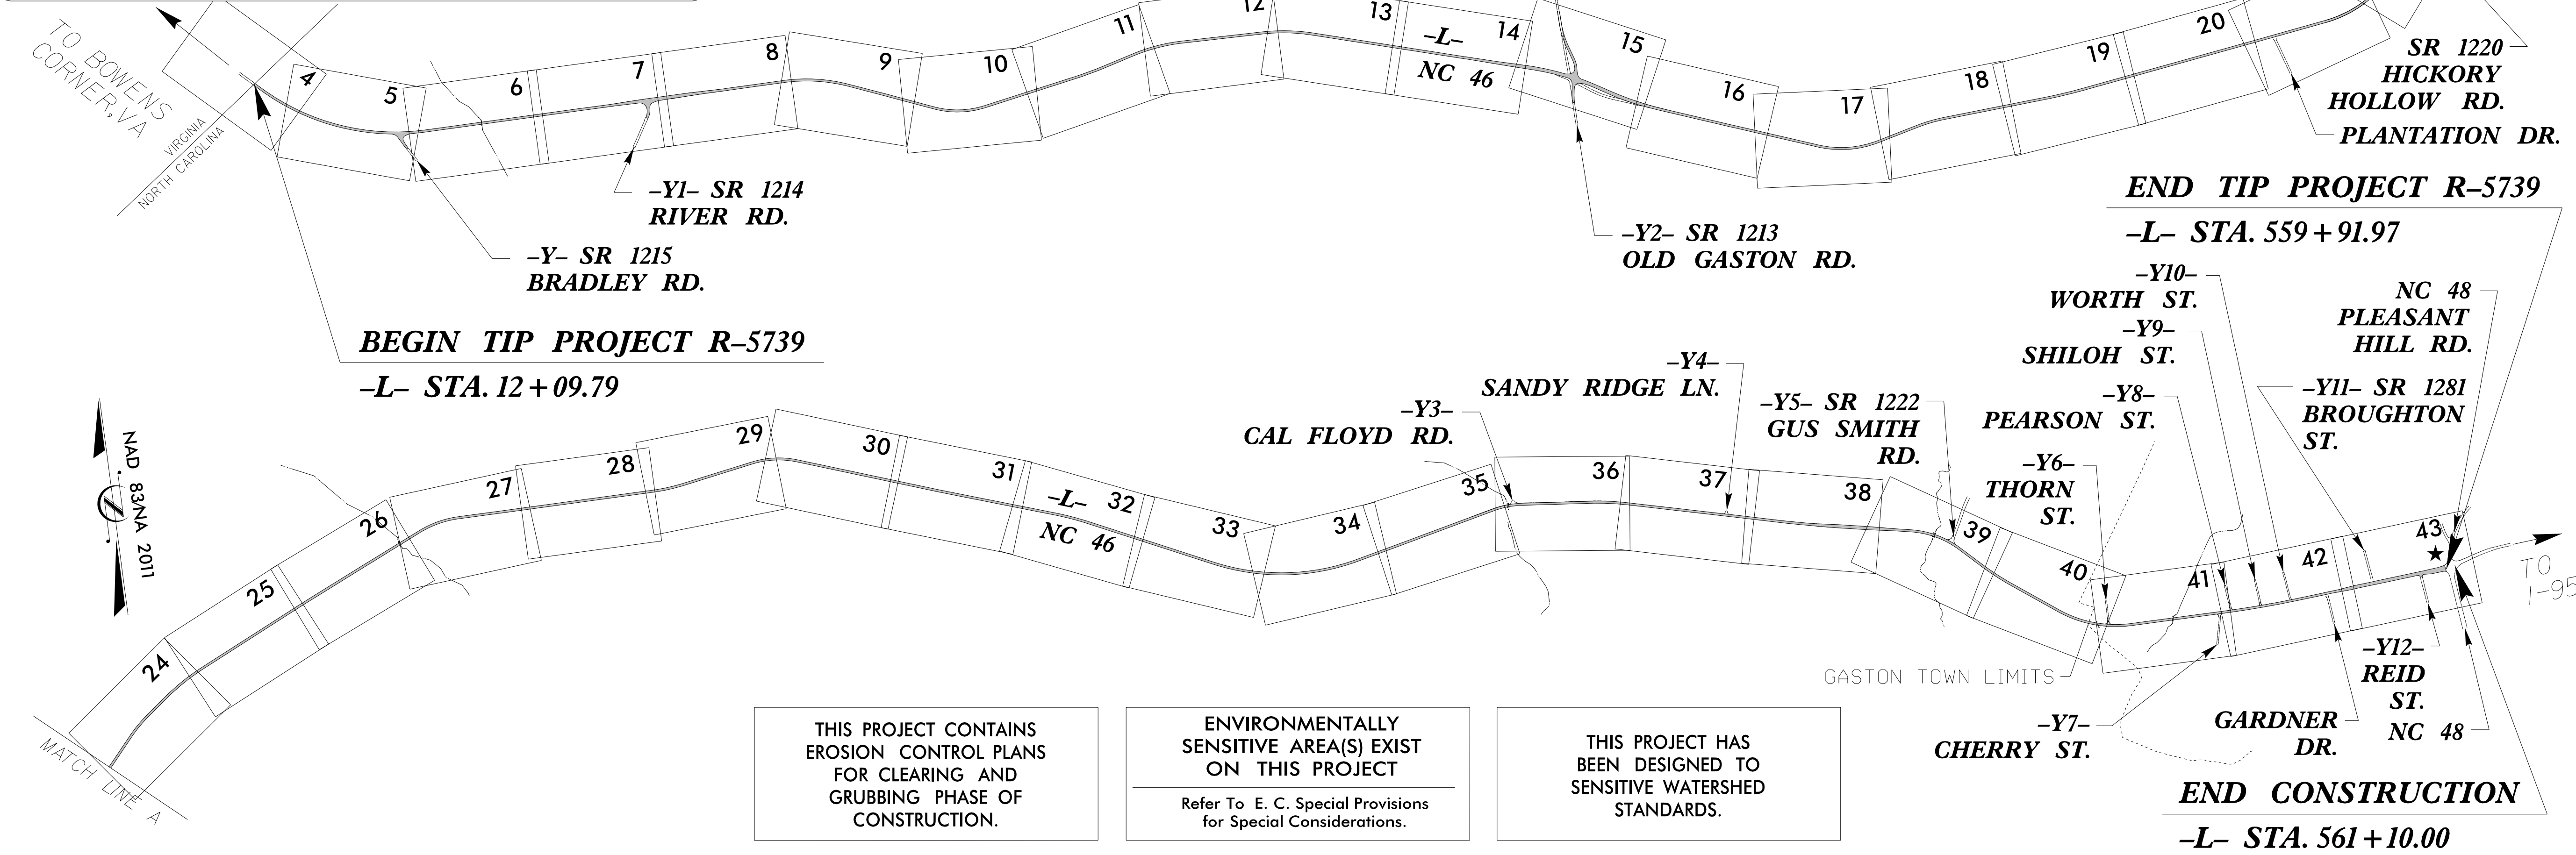 TO BOWENS
CORNER, VA
VIRGINIA
NORTH CAROLINA
4
5
6
7
8
9
10
11
12
13
14
–L–
NC 46
15
16
17
18
19
20
SR 1220
HICKORY
HOLLOW RD.
PLANTATION DR.
–Y1– SR 1214
RIVER RD.
–Y– SR 1215
BRADLEY RD.
–Y2– SR 1213
OLD GASTON RD.
BEGIN TIP PROJECT R–5739
–L– STA. 12+09.79
END TIP PROJECT R–5739
–L– STA. 559+91.97
NAD 83/NA 2011
MATCH LINE A
24
25
26
27
28
29
30
31
–L–
NC 46
32
33
34
35
36
37
38
39
40
41
42
43
–Y3–
CAL FLOYD RD.
–Y4–
SANDY RIDGE LN.
–Y5– SR 1222
GUS SMITH
RD.
–Y6–
THORN
ST.
–Y8–
PEARSON ST.
–Y9–
SHILOH ST.
–Y10–
WORTH ST.
–Y11– SR 1281
BROUGHTON
ST.
NC 48
PLEASANT
HILL RD.
TO
I-95
GASTON TOWN LIMITS
–Y7–
CHERRY ST.
GARDNER
DR.
–Y12–
REID
ST.
NC 48
END CONSTRUCTION
–L– STA. 561+10.00
THIS PROJECT CONTAINS
EROSION CONTROL PLANS
FOR CLEARING AND
GRUBBING PHASE OF
CONSTRUCTION.
ENVIRONMENTALLY
SENSITIVE AREA(S) EXIST
ON THIS PROJECT
Refer To E. C. Special Provisions
for Special Considerations.
THIS PROJECT HAS
BEEN DESIGNED TO
SENSITIVE WATERSHED
STANDARDS.